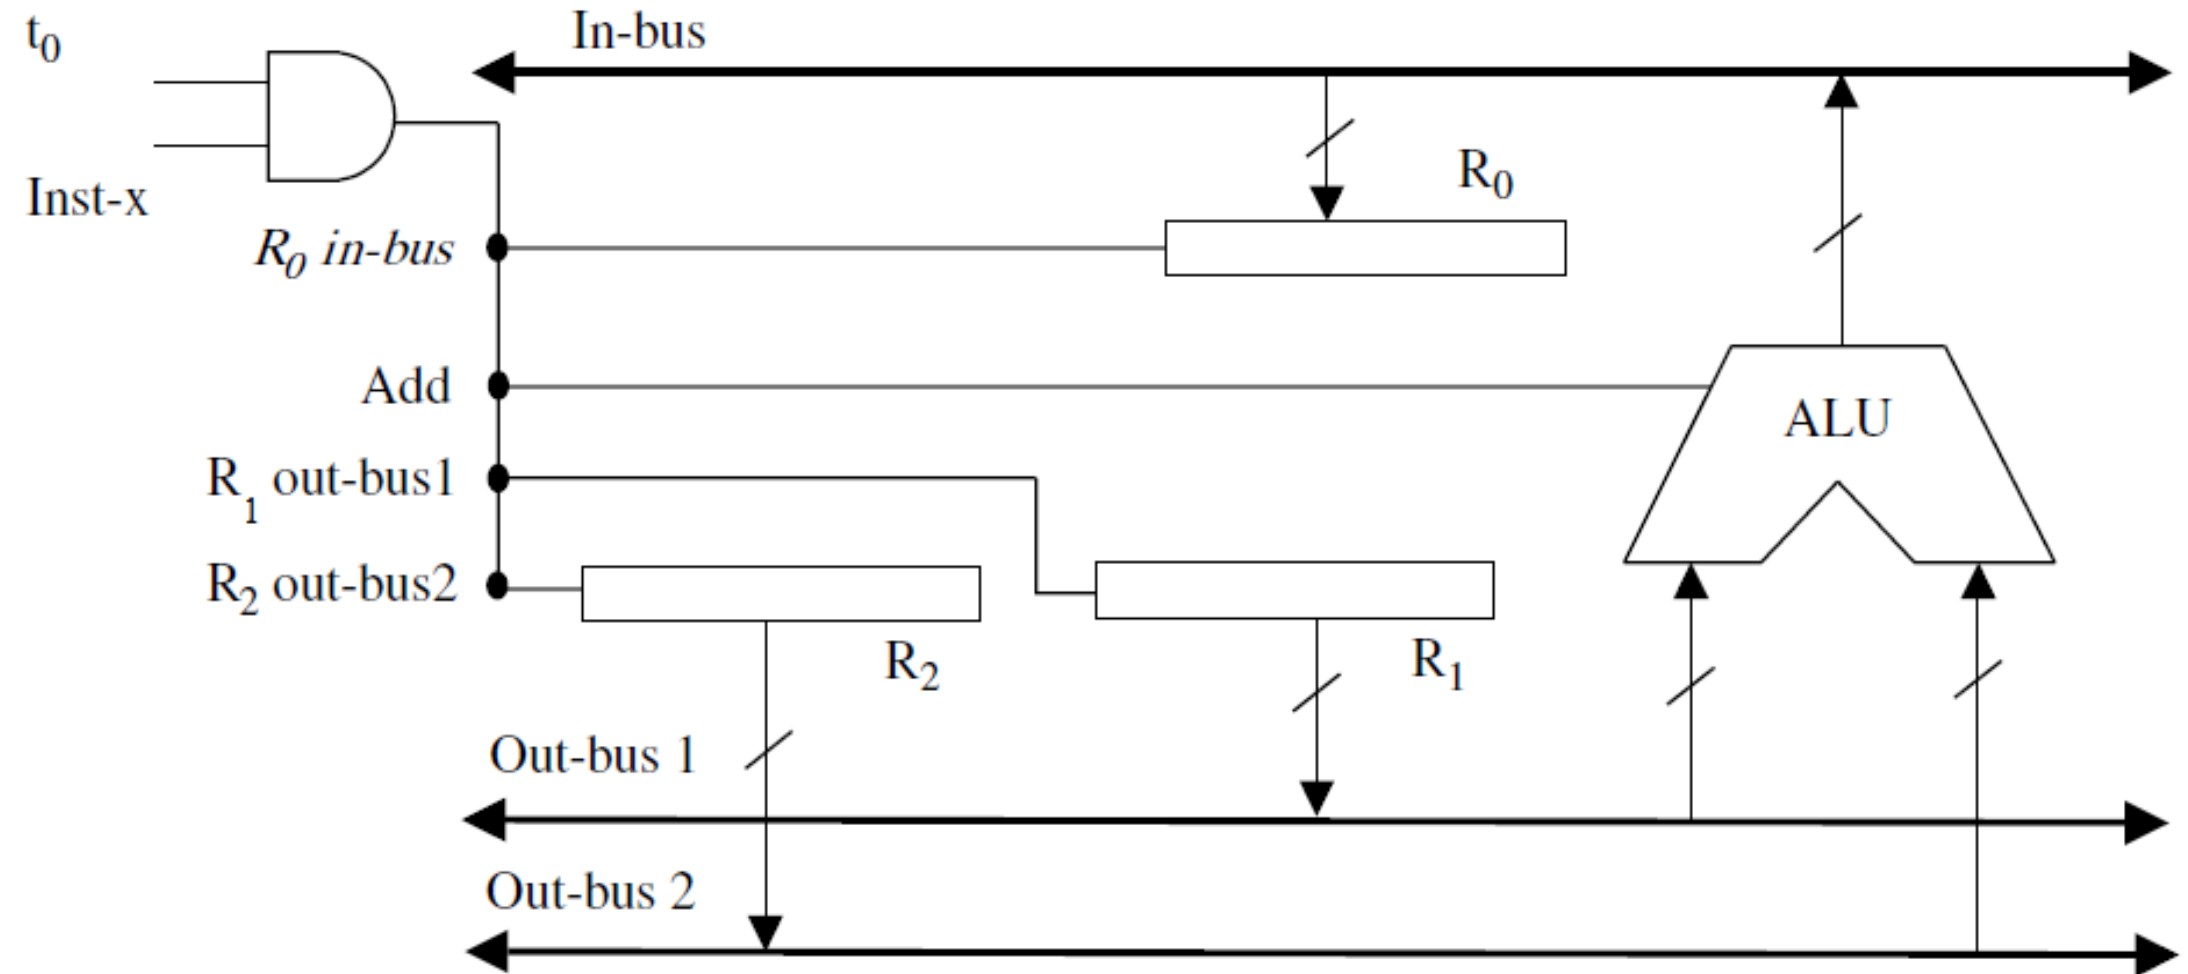 t₀
In-bus
Inst-x
R₀
R₀ in-bus
Add
ALU
R₁ out-bus1
R₂ out-bus2
R₂
R₁
Out-bus 1
Out-bus 2